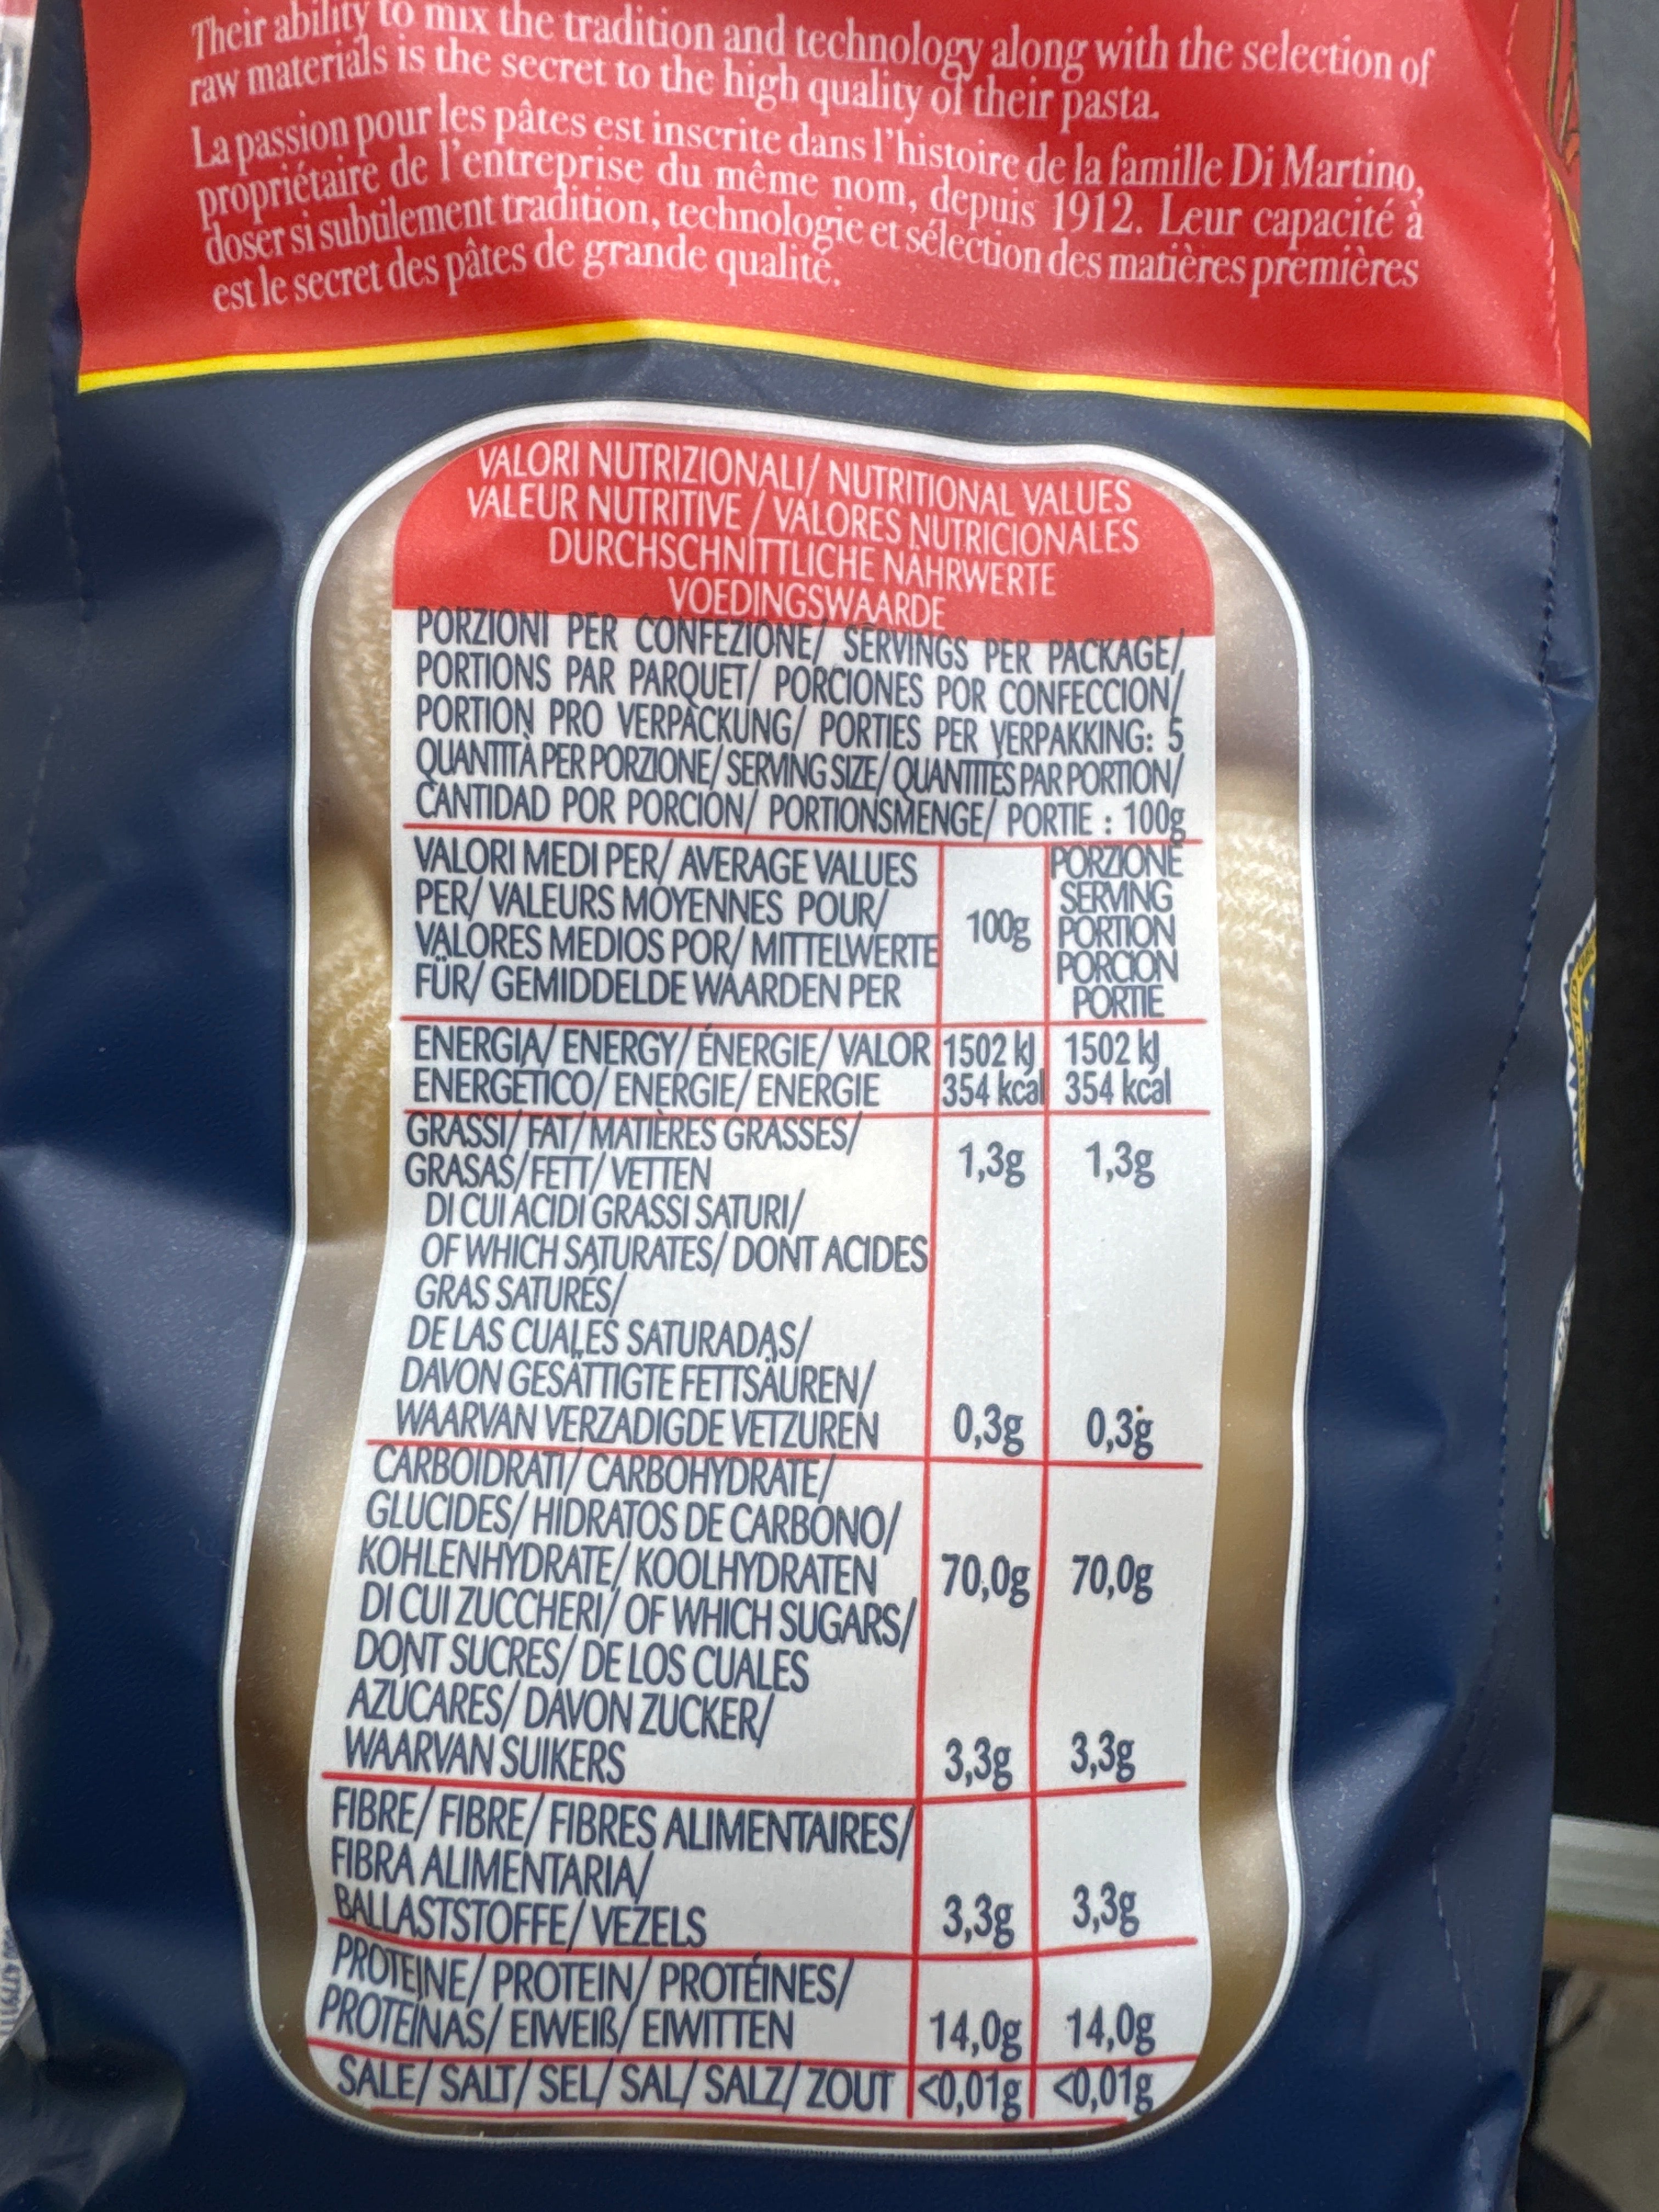 Their ability to mix the tradition and technology along with the selection of
raw materials is the secret to the high quality of their pasta.
La passion pour les pâtes est inscrite dans l'histoire de la famille Di Martino,
propriétaire de l'entreprise du même nom, depuis 1912. Leur capacité à
doser si subtilement tradition, technologie et sélection des matières premières
est le secret des pâtes de grande qualité.
VALORI NUTRIZIONALI/ NUTRITIONAL VALUES
VALEUR NUTRITIVE / VALORES NUTRICIONALES
DURCHSCHNITTLICHE NÄHRWERTE
VOEDINGSWAARDE
PORZIONI PER CONFEZIONE/ SERVINGS PER PACKAGE/
PORTIONS PAR PARQUET/ PORCIONES POR CONFECCION/
PORTION PRO VERPACKUNG/ PORTIES PER VERPAKKING: 5
QUANTITÀ PER PORZIONE/ SERVING SIZE/ QUANTITES PAR PORTION/
CANTIDAD POR PORCIÓN/ PORTIONSMENGE/ PORTIE : 100g
VALORI MEDI PER/ AVERAGE VALUES
PER/ VALEURS MOYENNES POUR/
VALORES MEDIOS POR/ MITTELWERTE
FÜR/ GEMIDDELDE WAARDEN PER
100g
PORZIONE
SERVING
PORTION
PORCION
PORTIE
ENERGIA/ ENERGY/ ÉNERGIE/ VALOR 1502 kJ 1502 kJ
ENERGÉTICO/ ENERGIE/ ENERGIE 354 kcal 354 kcal
GRASSI/ FAT/ MATIÈRES GRASSES/
GRASAS/ FETT/ VETTEN 1,3g 1,3g
DI CUI ACIDI GRASSI SATURI/
OF WHICH SATURATES/ DONT ACIDES
GRAS SATURÉS/
DE LAS CUALES SATURADAS/
DAVON GESÄTTIGTE FETTSÄUREN/
WAARVAN VERZADIGDE VETZUREN 0,3g 0,3g
CARBOIDRATI/ CARBOHYDRATE/
GLUCIDES/ HIDRATOS DE CARBONO/
KOHLENHYDRATE/ KOOLHYDRATEN 70,0g 70,0g
DI CUI ZUCCHERI/ OF WHICH SUGARS/
DONT SUCRES/ DE LOS CUALES
AZÚCARES/ DAVON ZUCKER/
WAARVAN SUIKERS 3,3g 3,3g
FIBRE/ FIBRE/ FIBRES ALIMENTAIRES/
FIBRA ALIMENTARIA/
BALLASTSTOFFE/ VEZELS 3,3g 3,3g
PROTEINE/ PROTEIN/ PROTÉINES/
PROTEÍNAS/ EIWEIß/ EIWITTEN 14,0g 14,0g
SALE/ SALT/ SEL/ SAL/ SALZ/ ZOUT <0,01g <0,01g